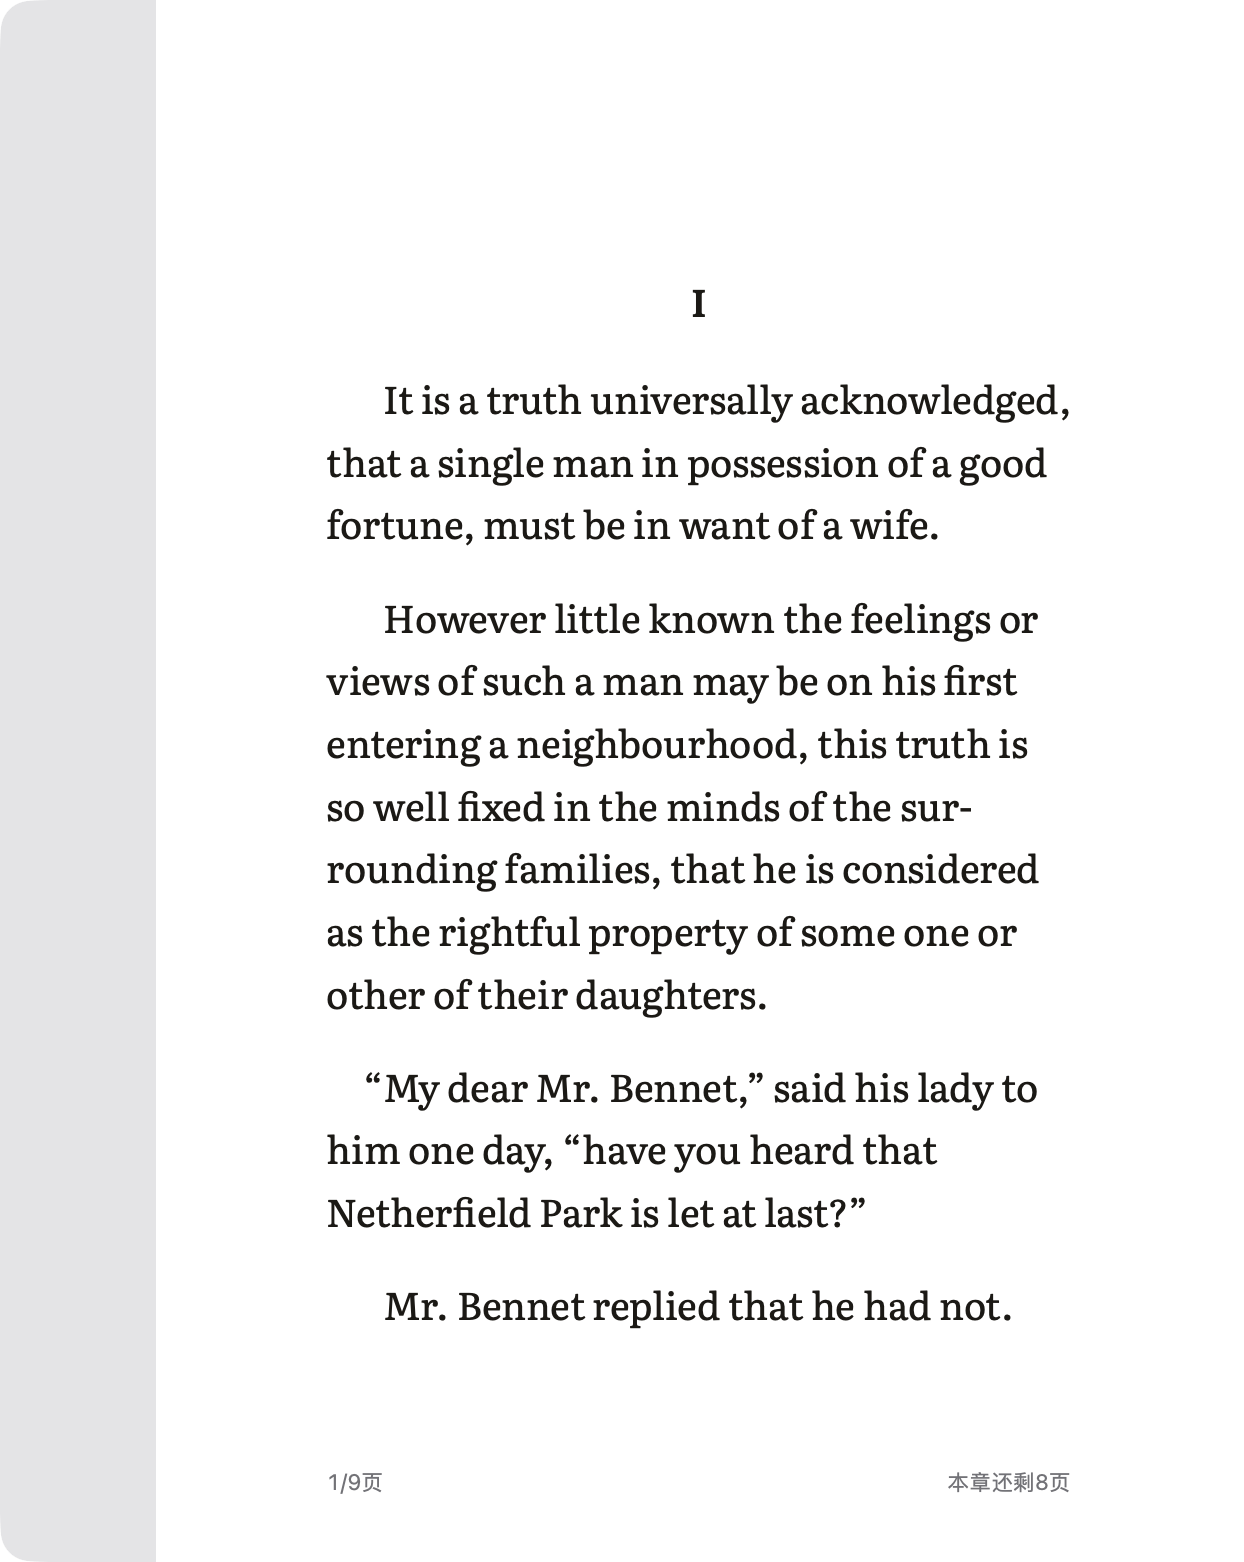 I
It is a truth universally acknowledged,
that a single man in possession of a good
fortune, must be in want of a wife.
However little known the feelings or
views of such a man may be on his first
entering a neighbourhood, this truth is
so well fixed in the minds of the sur-
rounding families, that he is considered
as the rightful property of some one or
other of their daughters.
“My dear Mr. Bennet,” said his lady to
him one day, “have you heard that
Netherfield Park is let at last?”
Mr. Bennet replied that he had not.
1/9页
本章还剩8页